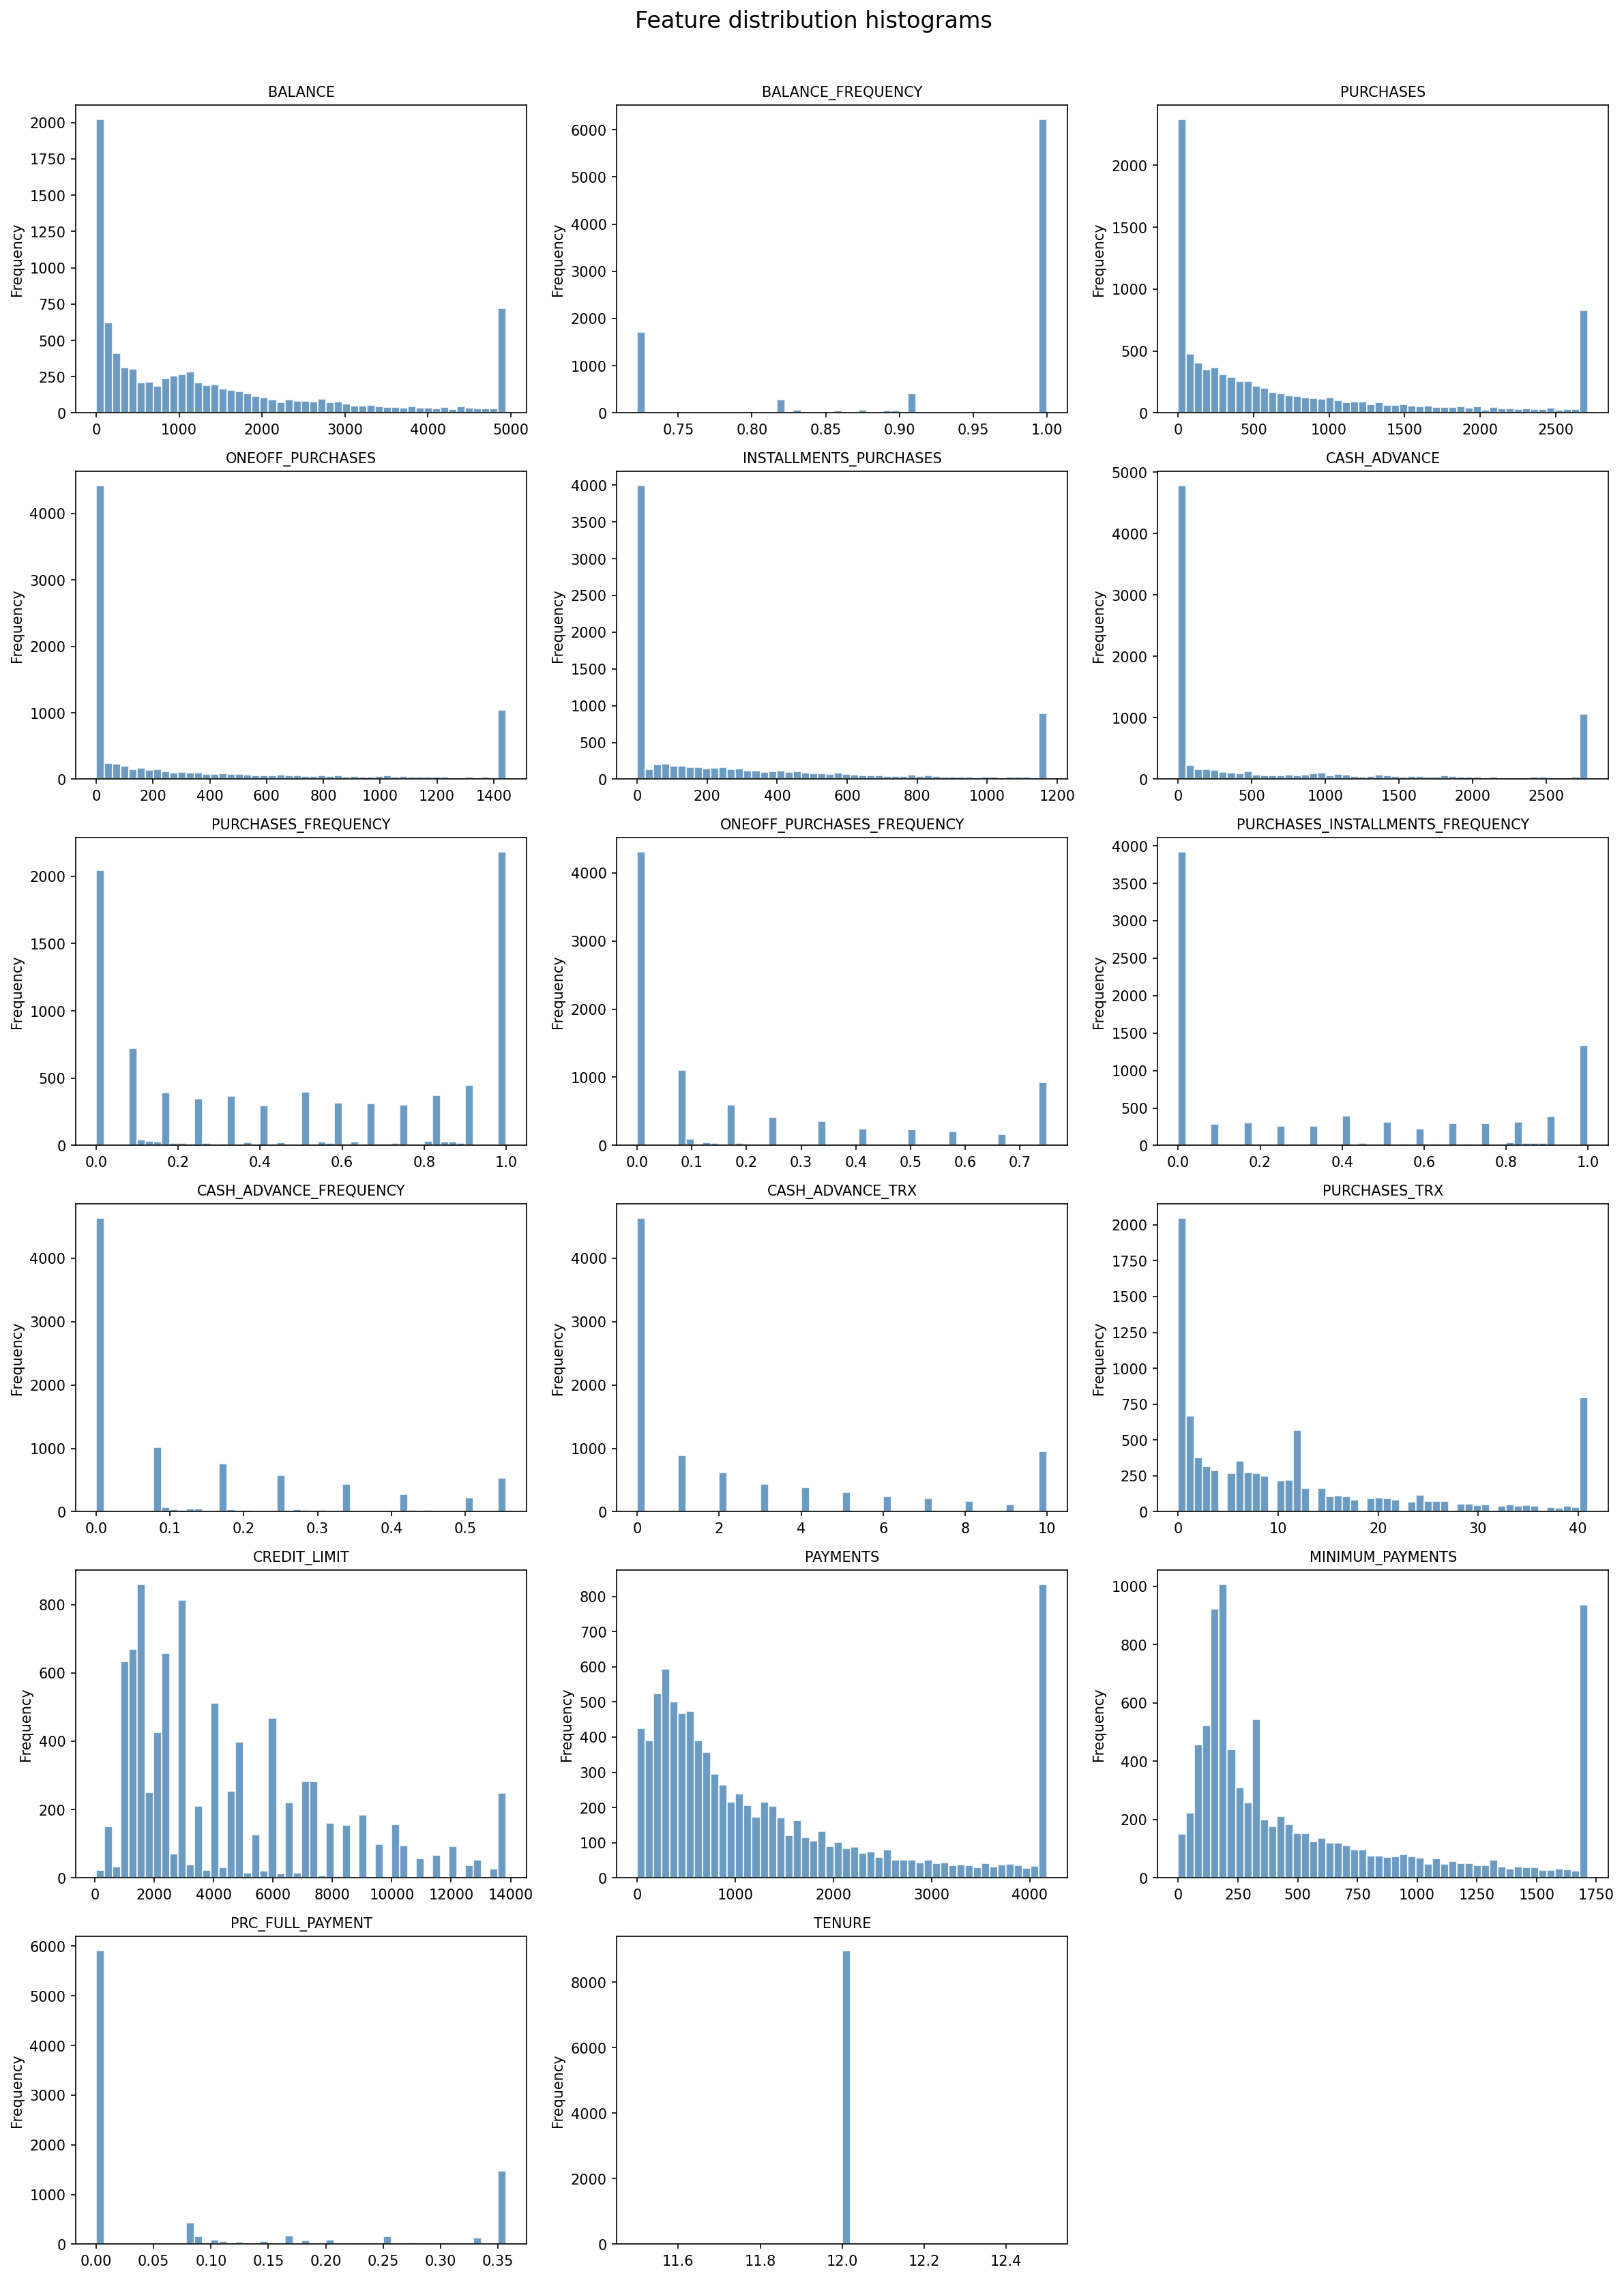 Feature distribution histograms
BALANCE
Frequency
2000
1750
1500
1250
1000
750
500
250
0
0 1000 2000 3000 4000 5000
BALANCE_FREQUENCY
Frequency
6000
5000
4000
3000
2000
1000
0
0.75 0.80 0.85 0.90 0.95 1.00
PURCHASES
Frequency
2000
1500
1000
500
0
0 500 1000 1500 2000 2500
ONEOFF_PURCHASES
Frequency
4000
3000
2000
1000
0
0 200 400 600 800 1000 1200 1400
INSTALLMENTS_PURCHASES
Frequency
4000
3500
3000
2500
2000
1500
1000
500
0
0 200 400 600 800 1000 1200
CASH_ADVANCE
Frequency
5000
4000
3000
2000
1000
0
0 500 1000 1500 2000 2500
PURCHASES_FREQUENCY
Frequency
2000
1500
1000
500
0
0.0 0.2 0.4 0.6 0.8 1.0
ONEOFF_PURCHASES_FREQUENCY
Frequency
4000
3000
2000
1000
0
0.0 0.1 0.2 0.3 0.4 0.5 0.6 0.7
PURCHASES_INSTALLMENTS_FREQUENCY
Frequency
4000
3500
3000
2500
2000
1500
1000
500
0
0.0 0.2 0.4 0.6 0.8 1.0
CASH_ADVANCE_FREQUENCY
Frequency
4000
3000
2000
1000
0
0.0 0.1 0.2 0.3 0.4 0.5
CASH_ADVANCE_TRX
Frequency
4000
3000
2000
1000
0
0 2 4 6 8 10
PURCHASES_TRX
Frequency
2000
1750
1500
1250
1000
750
500
250
0
0 10 20 30 40
CREDIT_LIMIT
Frequency
800
600
400
200
0
0 2000 4000 6000 8000 10000 12000 14000
PAYMENTS
Frequency
800
700
600
500
400
300
200
100
0
0 1000 2000 3000 4000
MINIMUM_PAYMENTS
Frequency
1000
800
600
400
200
0
0 250 500 750 1000 1250 1500 1750
PRC_FULL_PAYMENT
Frequency
6000
5000
4000
3000
2000
1000
0
0.00 0.05 0.10 0.15 0.20 0.25 0.30 0.35
TENURE
Frequency
8000
6000
4000
2000
0
11.6 11.8 12.0 12.2 12.4